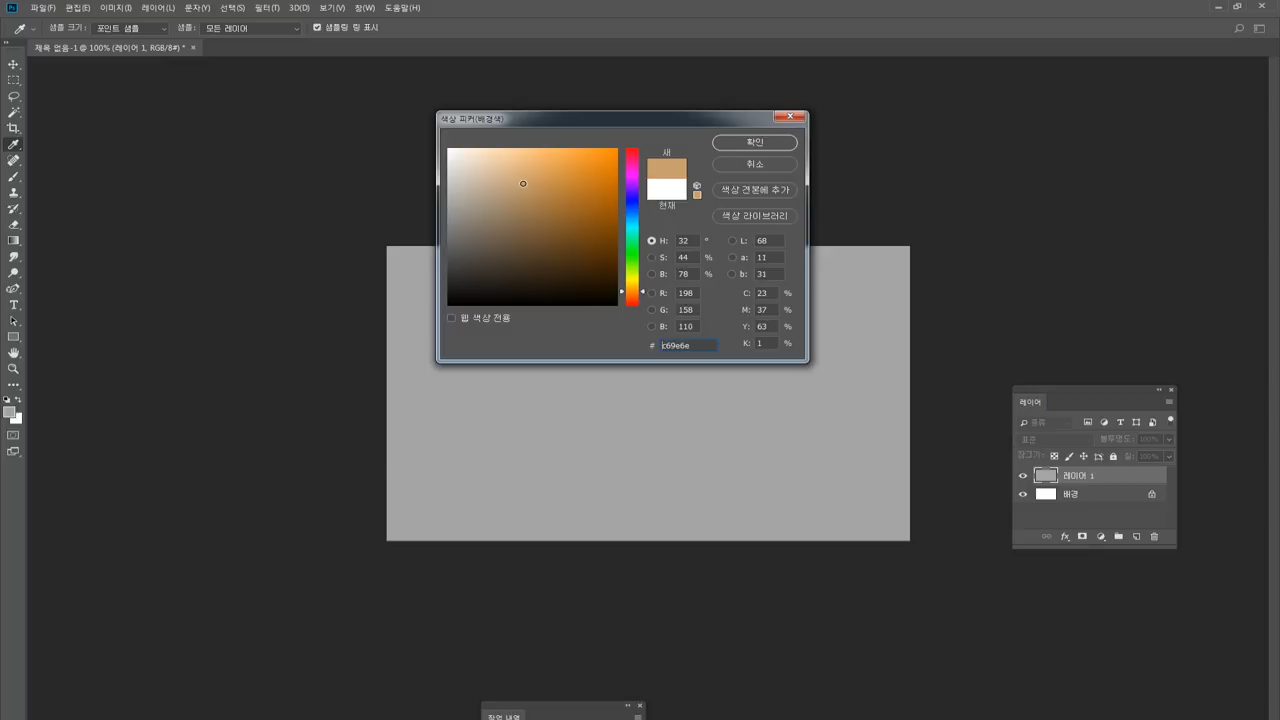 Ps 파일(F) 편집(E) 이미지(I) 레이어(L) 문자(Y) 선택(S) 필터(T) 3D(D) 보기(V) 창(W) 도움말(H)
샘플 크기: 포인트 샘플 샘플: 모든 레이어 샘플링 링 표시
제목 없음-1 @ 100% (레이어 1, RGB/8#) * ×
색상 피커(배경색)
새
현재
확인
취소
색상 견본에 추가
색상 라이브러리
H: 32 ° L: 68
S: 44 % a: 11
B: 78 % b: 31
R: 198 C: 23 %
G: 158 M: 37 %
B: 110 Y: 63 %
# c69e6e K: 1 %
웹 색상 전용
레이어
종류
표준 불투명도: 100%
잠그기: 칠: 100%
레이어 1
배경
fx
작업 내역